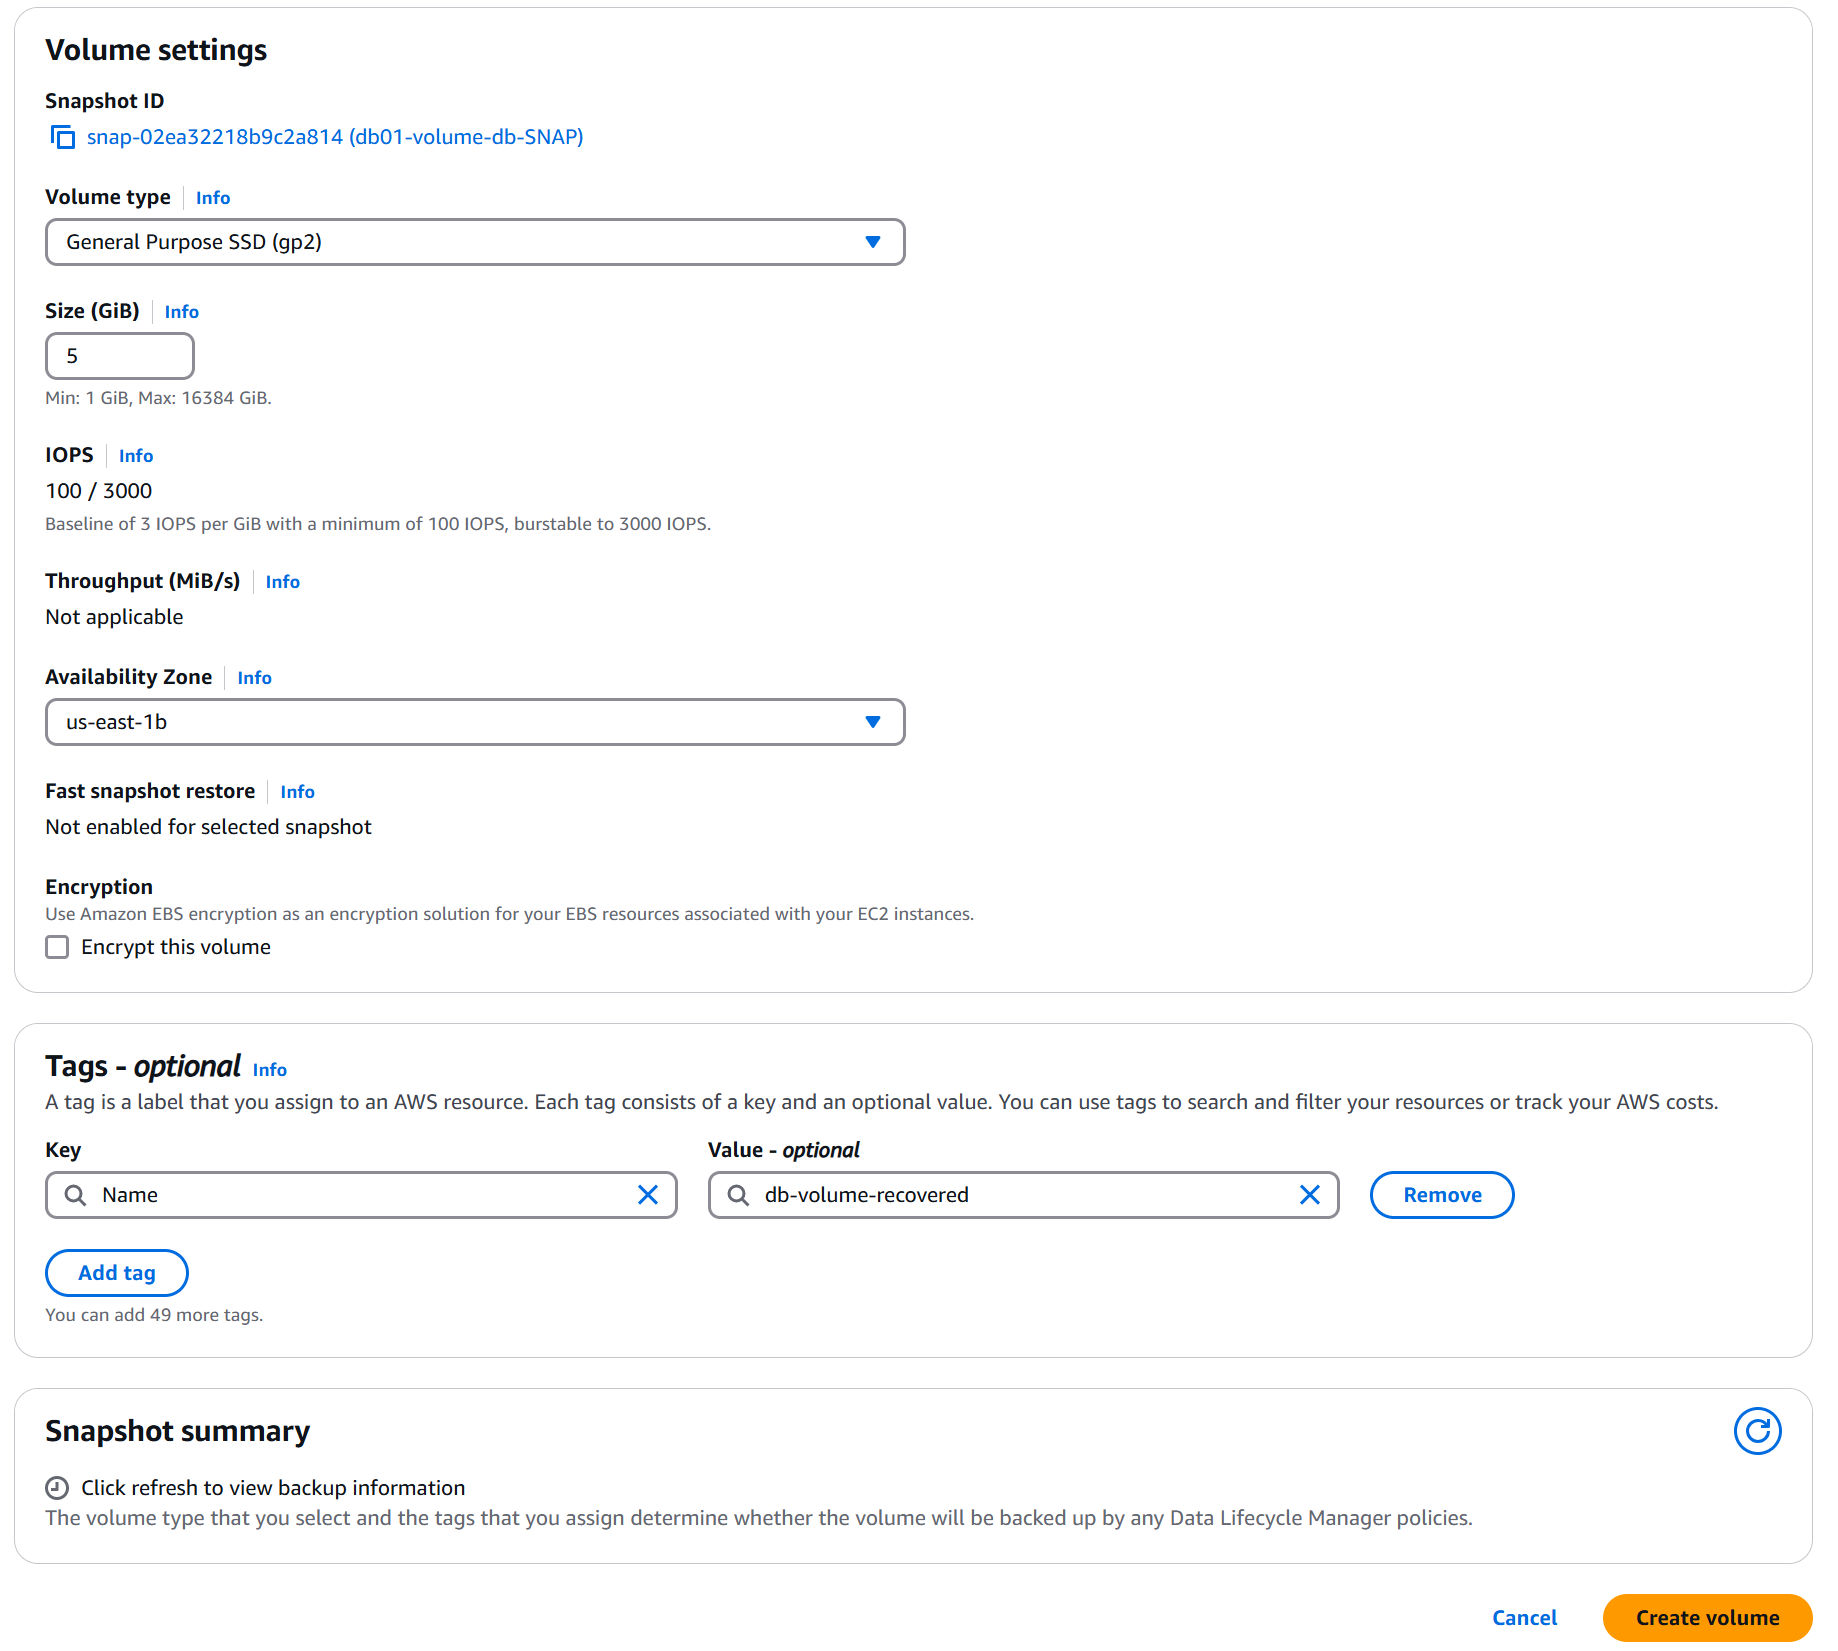 Volume settings
Snapshot ID
snap-02ea32218b9c2a814 (db01-volume-db-SNAP)
Volume type Info
General Purpose SSD (gp2)
Size (GiB) Info
5
Min: 1 GiB, Max: 16384 GiB.
IOPS Info
100 / 3000
Baseline of 3 IOPS per GiB with a minimum of 100 IOPS, burstable to 3000 IOPS.
Throughput (MiB/s) Info
Not applicable
Availability Zone Info
us-east-1b
Fast snapshot restore Info
Not enabled for selected snapshot
Encryption
Use Amazon EBS encryption as an encryption solution for your EBS resources associated with your EC2 instances.
Encrypt this volume
Tags - optional Info
A tag is a label that you assign to an AWS resource. Each tag consists of a key and an optional value. You can use tags to search and filter your resources or track your AWS costs.
Key Value - optional
Name db-volume-recovered Remove
Add tag
You can add 49 more tags.
Snapshot summary
Click refresh to view backup information
The volume type that you select and the tags that you assign determine whether the volume will be backed up by any Data Lifecycle Manager policies.
Cancel Create volume